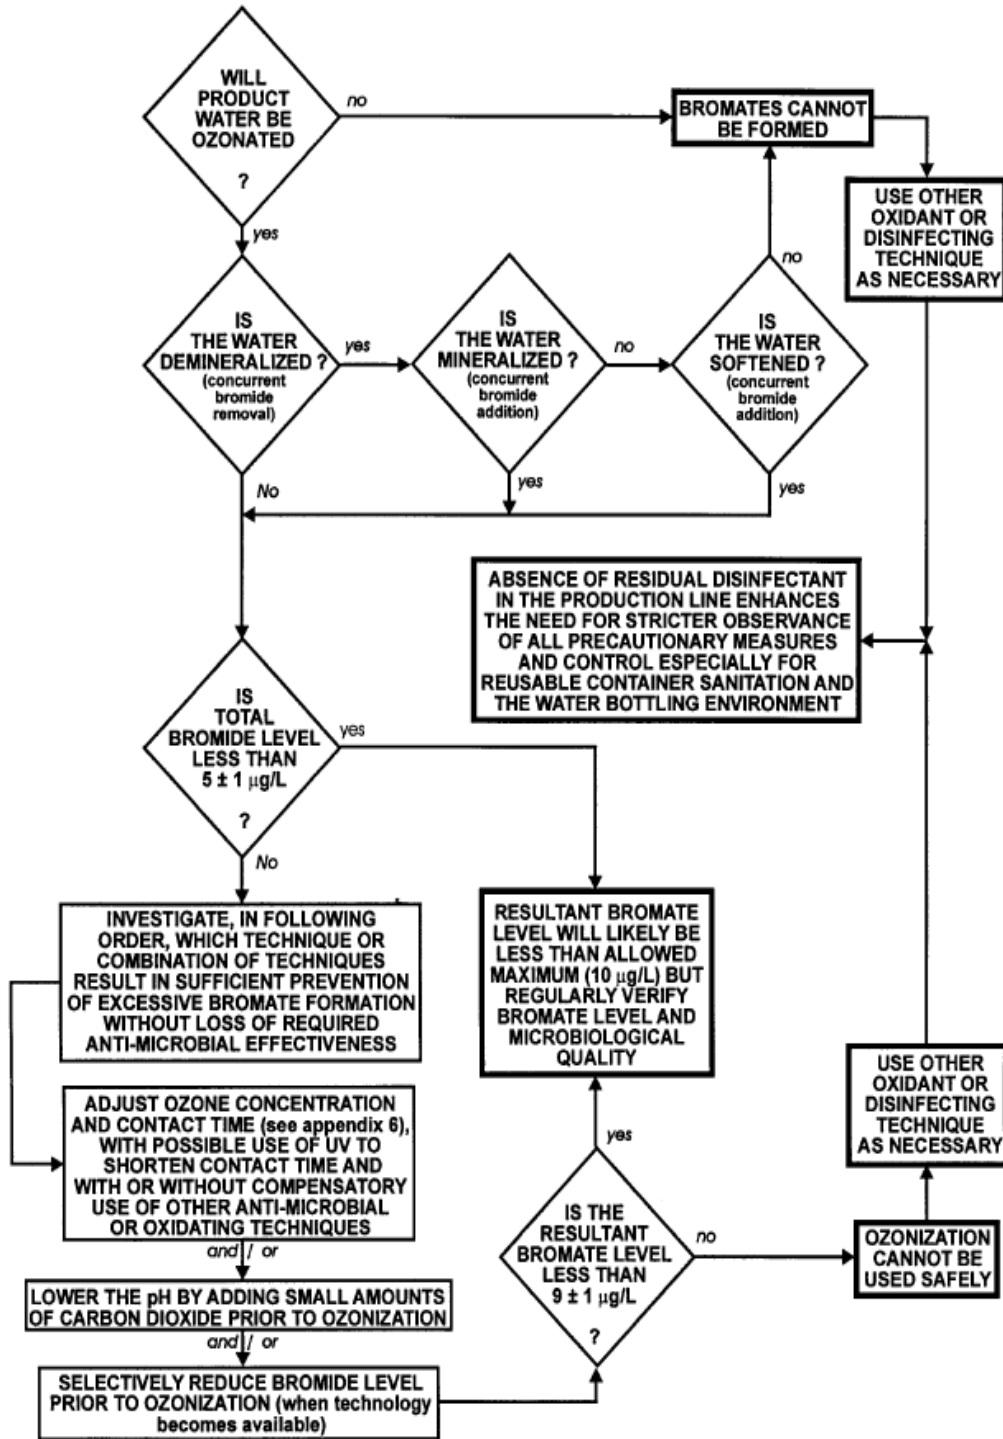 WILL
PRODUCT
WATER BE
OZONATED
?
no
BROMATES CANNOT
BE FORMED
USE OTHER
OXIDANT OR
DISINFECTING
TECHNIQUE
AS NECESSARY
yes
IS
THE WATER
DEMINERALIZED ?
(concurrent
bromide
removal)
yes
IS
THE WATER
MINERALIZED ?
(concurrent
bromide
addition)
no
IS
THE WATER
SOFTENED ?
(concurrent
bromide
addition)
no
No
yes
yes
ABSENCE OF RESIDUAL DISINFECTANT
IN THE PRODUCTION LINE ENHANCES
THE NEED FOR STRICTER OBSERVANCE
OF ALL PRECAUTIONARY MEASURES
AND CONTROL ESPECIALLY FOR
REUSABLE CONTAINER SANITATION AND
THE WATER BOTTLING ENVIRONMENT
IS
TOTAL
BROMIDE LEVEL
LESS THAN
5 ± 1 µg/L
?
yes
No
INVESTIGATE, IN FOLLOWING
ORDER, WHICH TECHNIQUE OR
COMBINATION OF TECHNIQUES
RESULT IN SUFFICIENT PREVENTION
OF EXCESSIVE BROMATE FORMATION
WITHOUT LOSS OF REQUIRED
ANTI-MICROBIAL EFFECTIVENESS
RESULTANT BROMATE
LEVEL WILL LIKELY BE
LESS THAN ALLOWED
MAXIMUM (10 µg/L) BUT
REGULARLY VERIFY
BROMATE LEVEL AND
MICROBIOLOGICAL
QUALITY
USE OTHER
OXIDANT OR
DISINFECTING
TECHNIQUE
AS NECESSARY
ADJUST OZONE CONCENTRATION
AND CONTACT TIME (see appendix 6),
WITH POSSIBLE USE OF UV TO
SHORTEN CONTACT TIME AND
WITH OR WITHOUT COMPENSATORY
USE OF OTHER ANTI-MICROBIAL
OR OXIDATING TECHNIQUES
and / or
LOWER THE pH BY ADDING SMALL AMOUNTS
OF CARBON DIOXIDE PRIOR TO OZONIZATION
and / or
SELECTIVELY REDUCE BROMIDE LEVEL
PRIOR TO OZONIZATION (when technology
becomes available)
yes
IS THE
RESULTANT
BROMATE LEVEL
LESS THAN
9 ± 1 µg/L
?
no
OZONIZATION
CANNOT BE
USED SAFELY